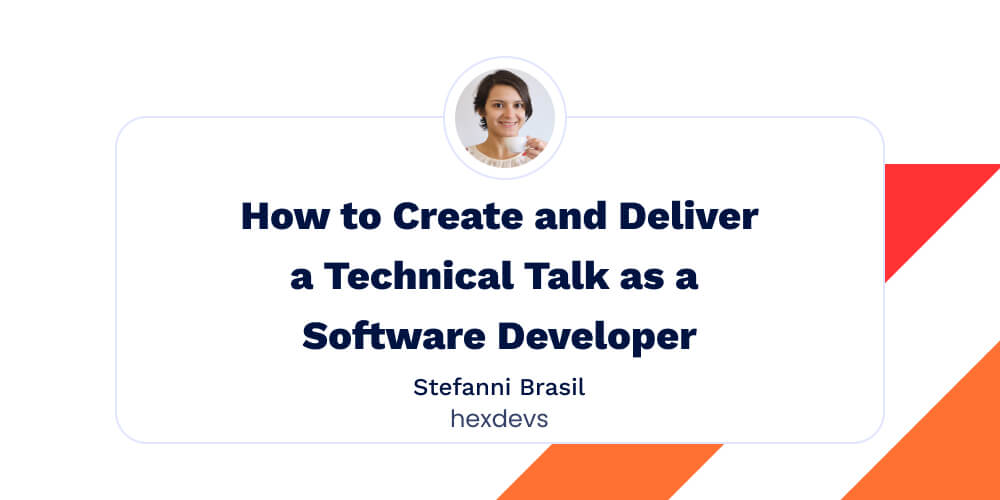 How to Create and Deliver
a Technical Talk as a
Software Developer
Stefanni Brasil
hexdevs